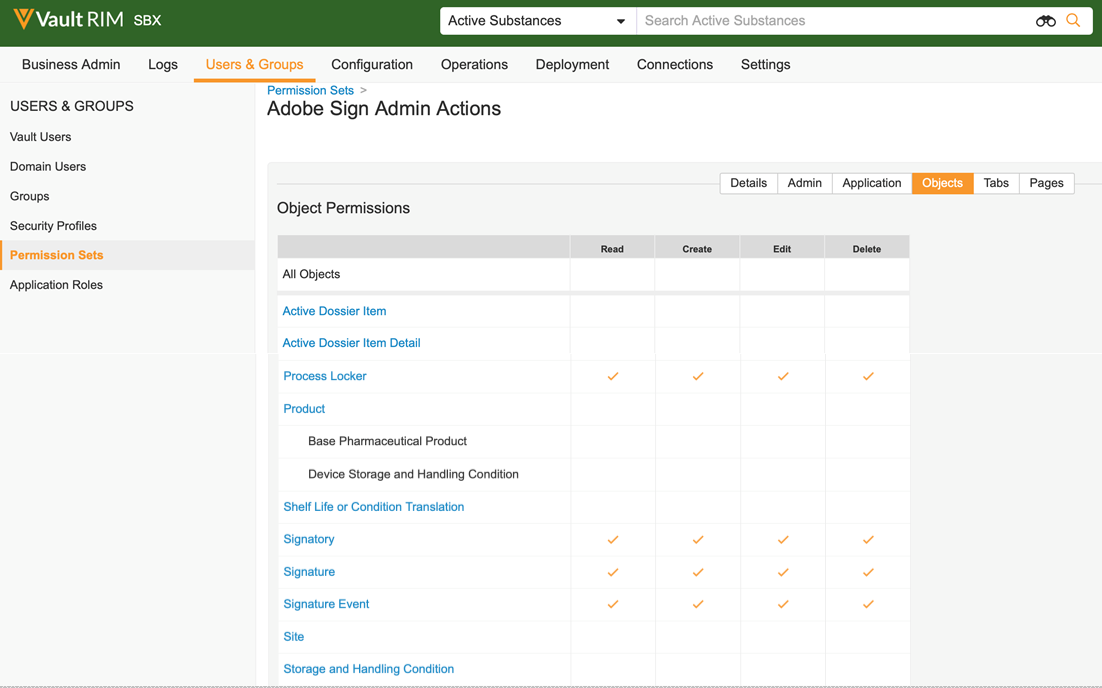 Vault RIM SBX
Active Substances Search Active Substances
Business Admin Logs Users & Groups Configuration Operations Deployment Connections Settings
USERS & GROUPS
Vault Users
Domain Users
Groups
Security Profiles
Permission Sets
Application Roles
Permission Sets >
Adobe Sign Admin Actions
Details Admin Application Objects Tabs Pages
Object Permissions
Read Create Edit Delete
All Objects
Active Dossier Item
Active Dossier Item Detail
Process Locker
Product
Base Pharmaceutical Product
Device Storage and Handling Condition
Shelf Life or Condition Translation
Signatory
Signature
Signature Event
Site
Storage and Handling Condition